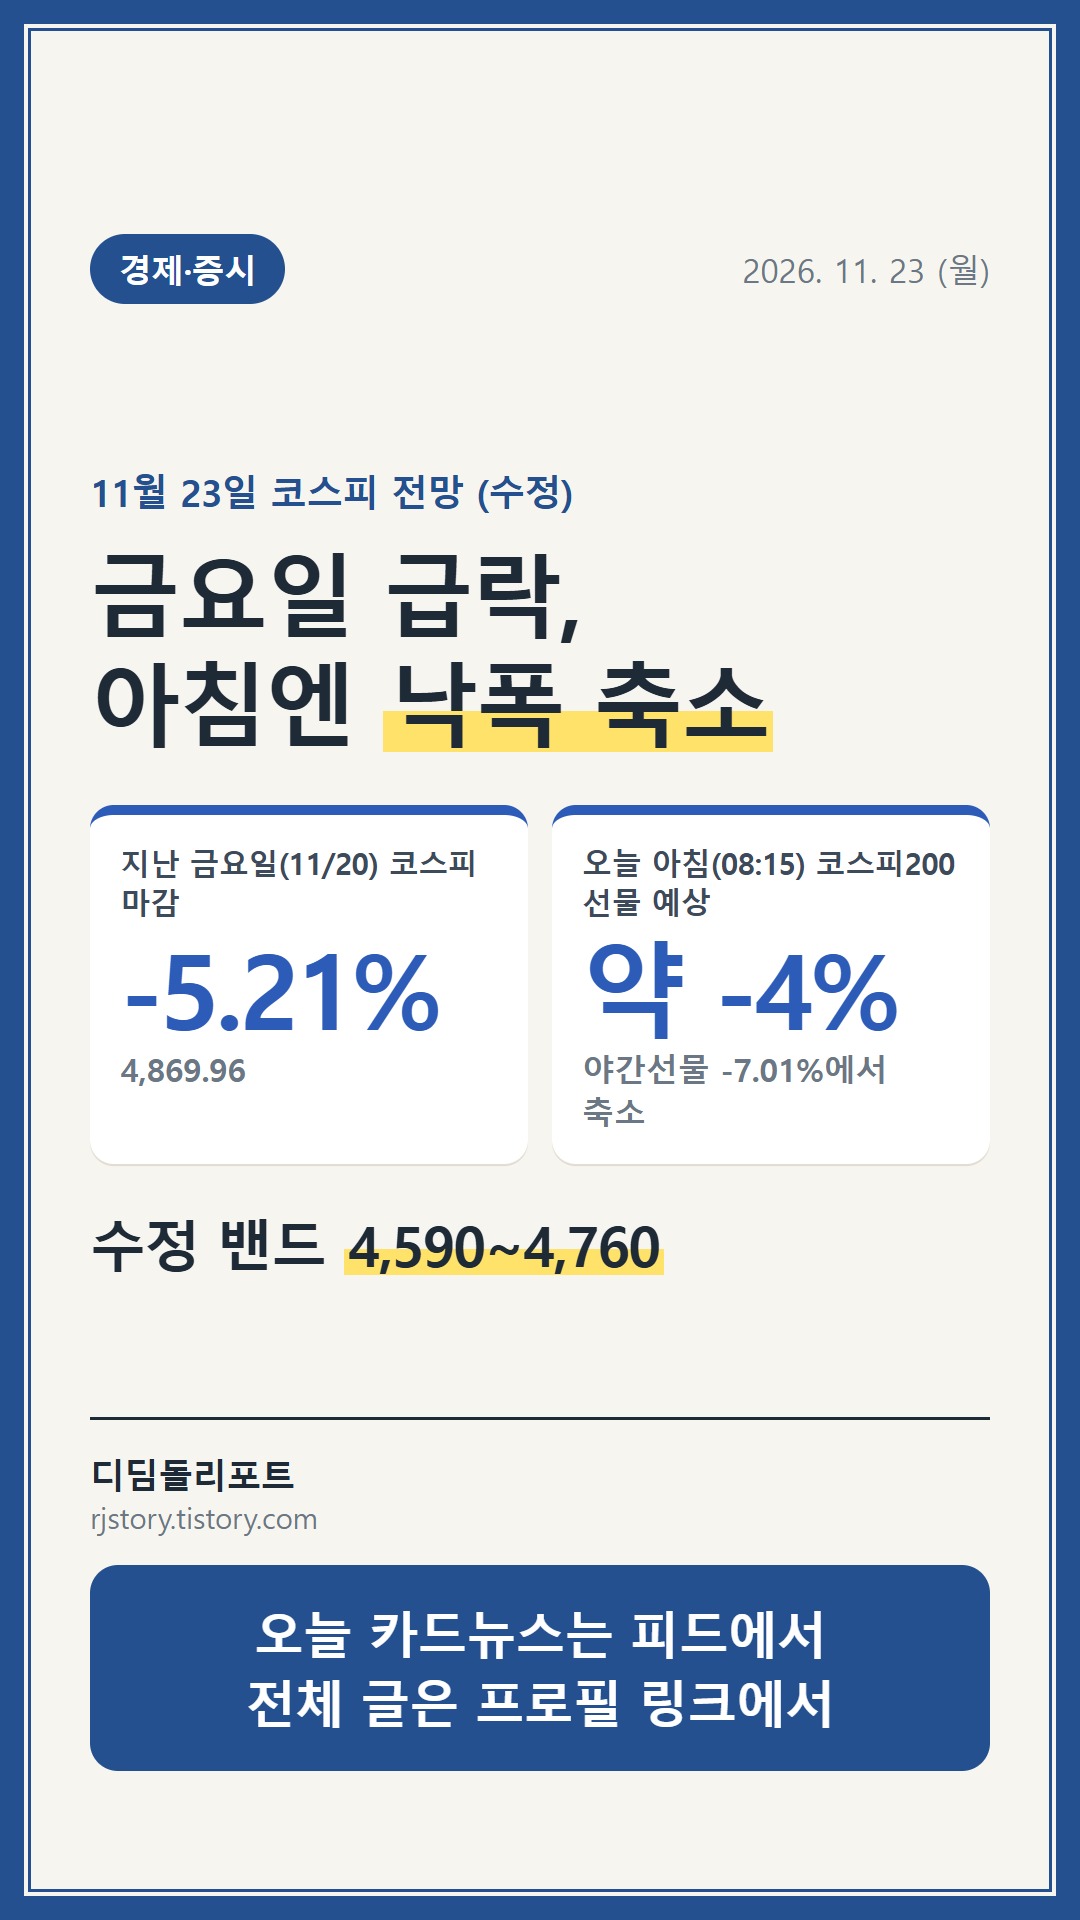 경제·증시
2026. 11. 23 (월)
11월 23일 코스피 전망 (수정)
금요일 급락,
아침엔 낙폭 축소
지난 금요일(11/20) 코스피
마감
-5.21%
4,869.96
오늘 아침(08:15) 코스피200
선물 예상
약 -4%
야간선물 -7.01%에서
축소
수정 밴드 4,590~4,760
디딤돌리포트
rjstory.tistory.com
오늘 카드뉴스는 피드에서
전체 글은 프로필 링크에서